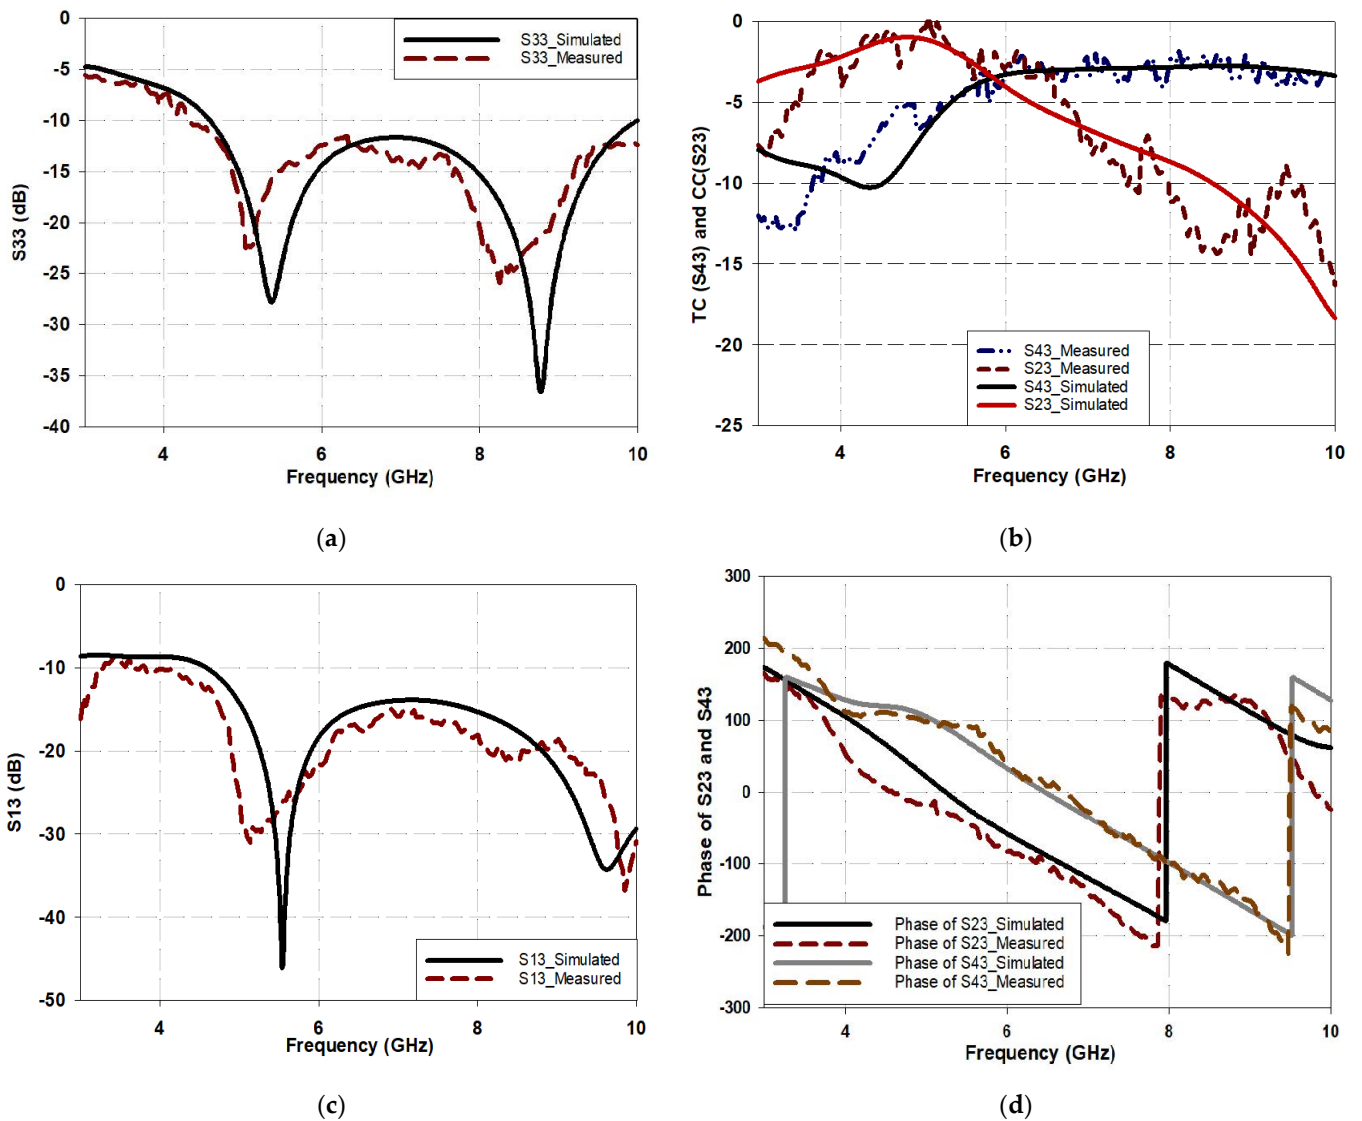 S33_Simulated
S33_Measured
0
-5
-10
-15
-20
-25
-30
-35
-40
S33 (dB)
4
6
8
10
Frequency (GHz)
(a)
0
-5
-10
-15
-20
-25
TC (S43) and CC(S23)
S43_Measured
S23_Measured
S43_Simulated
S23_Simulated
4
6
8
10
Frequency (GHz)
(b)
0
-10
-20
-30
-40
-50
S13 (dB)
S13_Simulated
S13_Measured
4
6
8
10
Frequency (GHz)
(c)
300
200
100
0
-100
-200
-300
Phase of S23 and S43
Phase of S23_Simulated
Phase of S23_Measured
Phase of S43_Simulated
Phase of S43_Measured
4
6
8
10
Frequency (GHz)
(d)